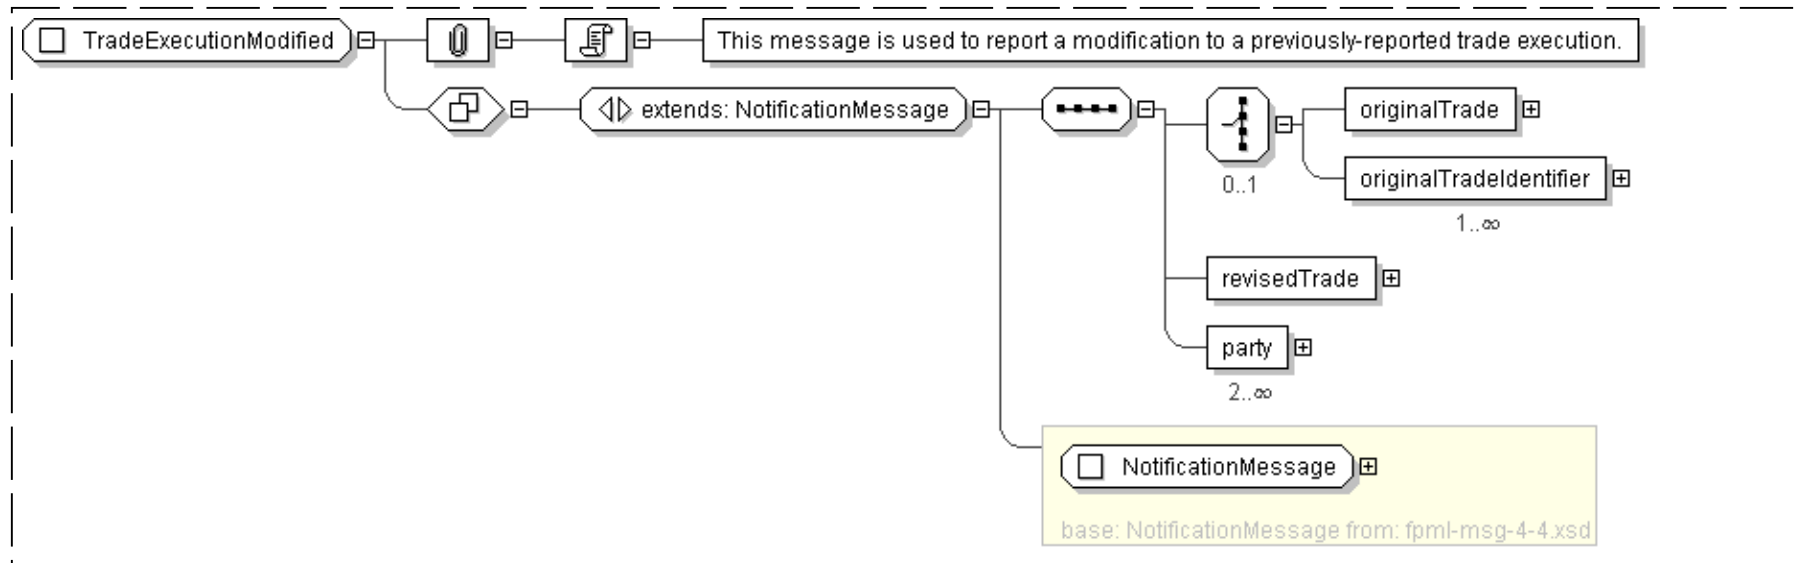 TradeExecutionModified
This message is used to report a modification to a previously-reported trade execution.
extends: NotificationMessage
originalTrade
0..1
originalTradeIdentifier
1..∞
revisedTrade
party
2..∞
NotificationMessage
base: NotificationMessage from: fpml-msg-4-4.xsd